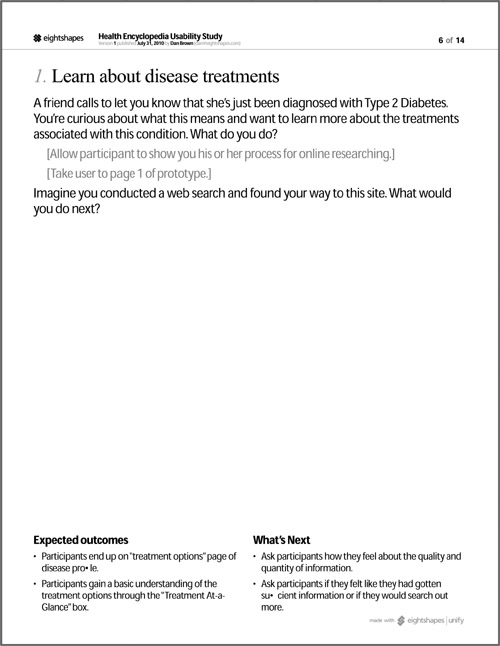 eightshapes
Health Encyclopedia Usability Study
Version 1 published July 31, 2010 by Dan Brown (dan@eightshapes.com)
6 of 14
1. Learn about disease treatments
A friend calls to let you know that she's just been diagnosed with Type 2 Diabetes.
You're curious about what this means and want to learn more about the treatments
associated with this condition. What do you do?
[Allow participant to show you his or her process for online researching.]
[Take user to page 1 of prototype.]
Imagine you conducted a web search and found your way to this site. What would
you do next?
Expected outcomes
• Participants end up on "treatment options" page of
disease pro• le.
• Participants gain a basic understanding of the
treatment options through the "Treatment At-a-
Glance" box.
What's Next
• Ask participants how they feel about the quality and
quantity of information.
• Ask participants if they felt like they had gotten
su• cient information or if they would search out
more.
made with eightshapes | unify